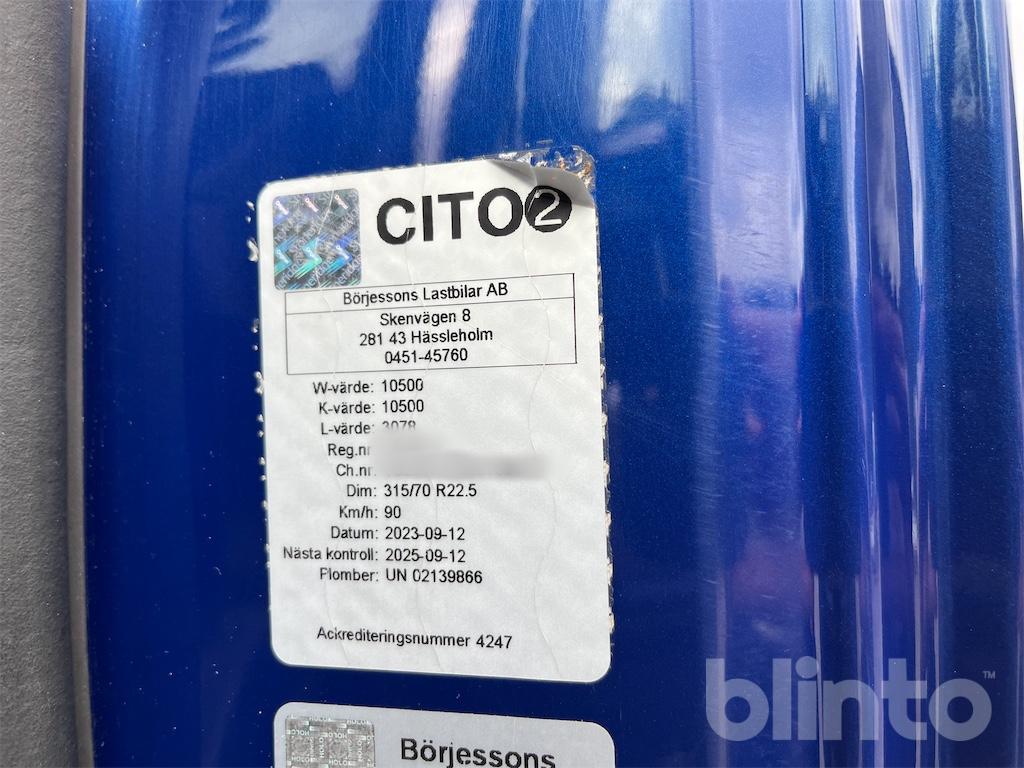 CITO2
Börjessons Lastbilar AB
Skenvägen 8
281 43 Hässleholm
0451-45760
W-värde: 10500
K-värde: 10500
L-värde: 3078
Reg.nr
Ch.nr.
Dim: 315/70 R22.5
Km/h: 90
Datum: 2023-09-12
Nästa kontroll: 2025-09-12
Plomber: UN 02139866
Ackrediteringsnummer 4247
blinto™
Börjessons